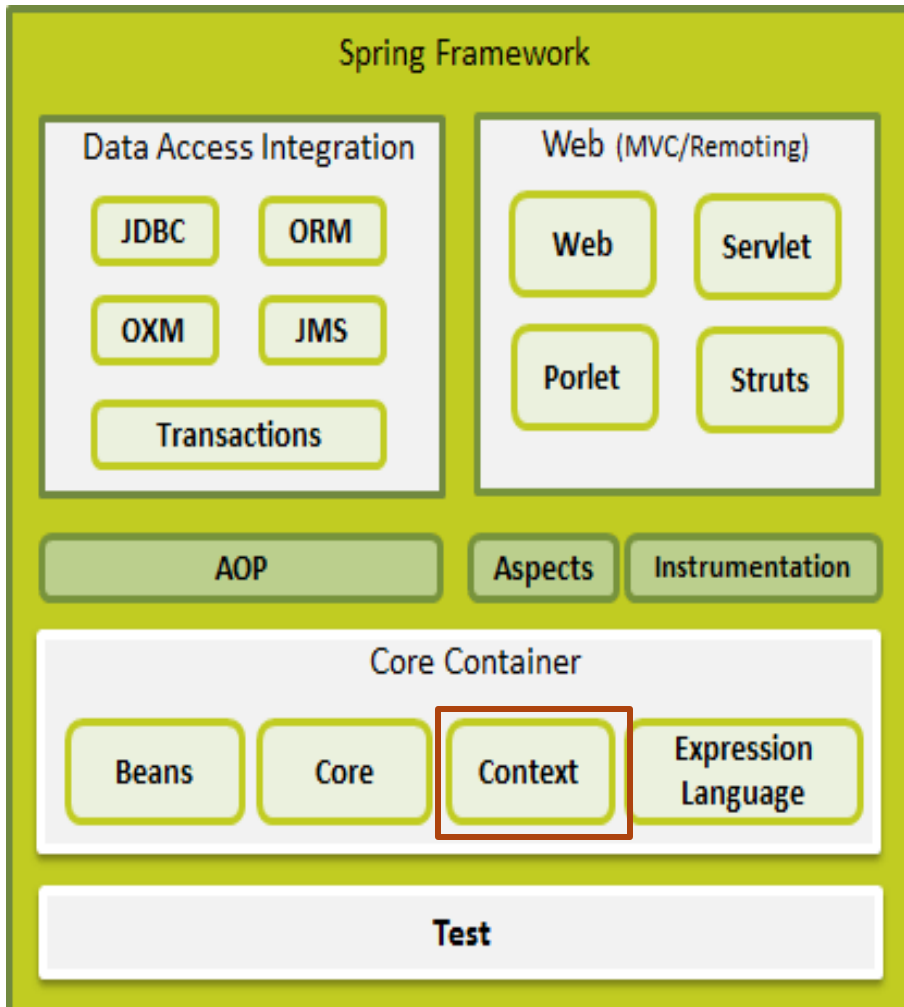 Spring Framework
Data Access Integration
JDBC
ORM
OXM
JMS
Transactions
Web (MVC/Remoting)
Web
Servlet
Porlet
Struts
AOP
Aspects
Instrumentation
Core Container
Beans
Core
Context
Expression
Language
Test